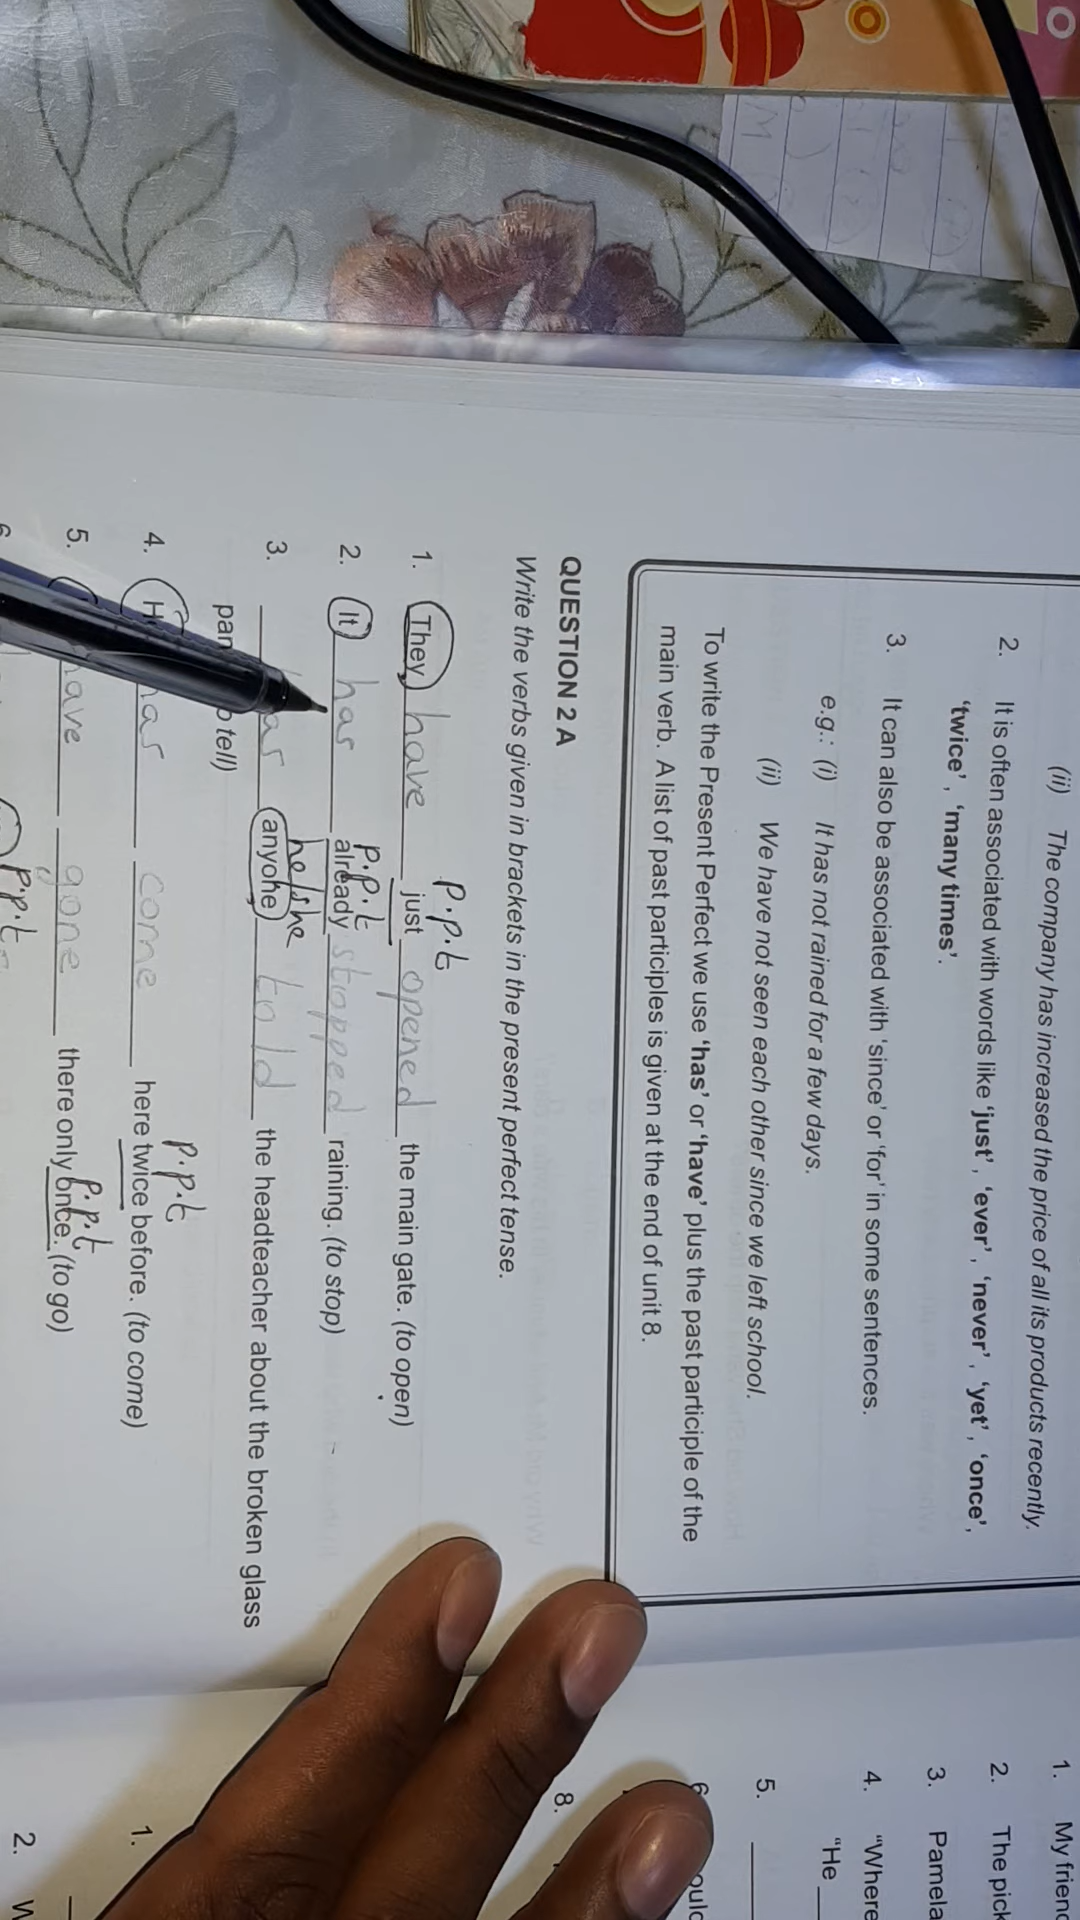 (ii) The company has increased the price of all its products recently.
2. It is often associated with words like ‘just’, ‘ever’, ‘never’, ‘yet’, ‘once’,
‘twice’, ‘many times’.
3. It can also be associated with ‘since’ or ‘for’ in some sentences.
e.g.: (i) It has not rained for a few days.
(ii) We have not seen each other since we left school.
To write the Present Perfect we use ‘has’ or ‘have’ plus the past participle of the
main verb. A list of past participles is given at the end of unit 8.
QUESTION 2 A
Write the verbs given in brackets in the present perfect tense.
p.p.t
1. They have just opened the main gate. (to open)
p.p.t
2. It has already stopped raining. (to stop)
he/she
3. anyone told the headteacher about the broken glass
tell)
p.p.t
4. has come here twice before. (to come)
p.p.t
5. have gone there only once. (to go)
p.p.t
1. My
2. The
3. Pamela
4. “Where
“He
5.
8.
1.
2.